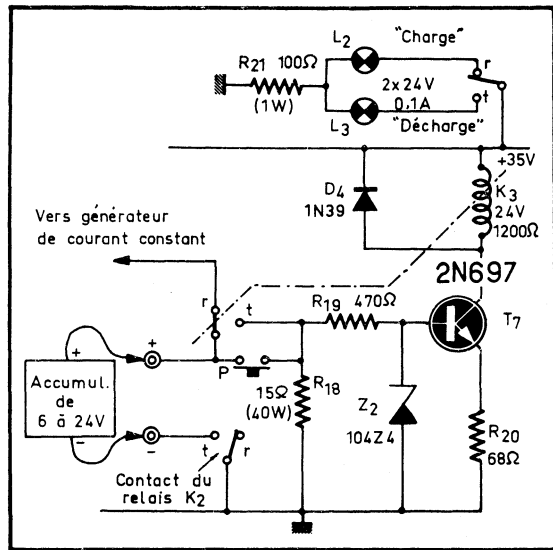 L2 "Charge"
R21 100Ω
(1W)
r
2x24V
0,1A
t
L3 "Décharge"
+35V
D4
1N39
K3
24V
1200Ω
Vers générateur
de courant constant
2N697
r
t
R19 470Ω
T7
+
+
P
Accumul.
de
6 à 24V
15Ω
(40W)
R18
Z2
104Z4
R20
68Ω
-
-
t
r
Contact du
relais K2